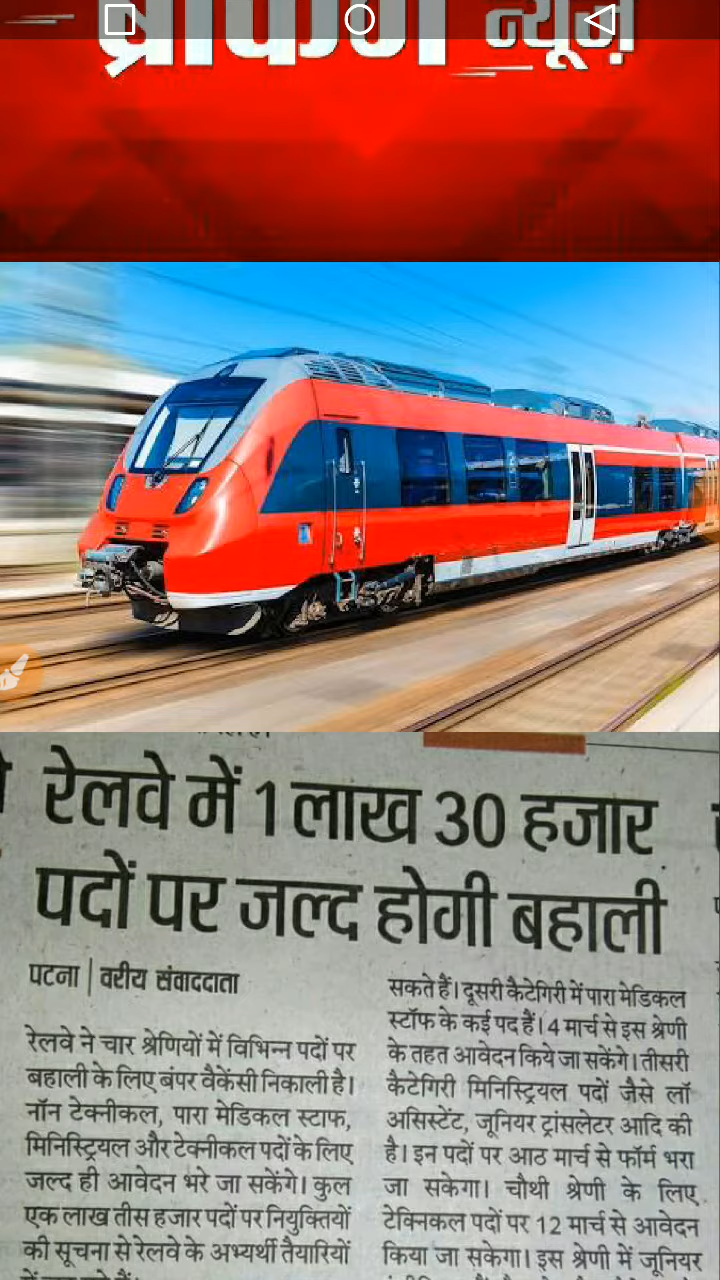 ब्रेकिंग न्यूज़
रेलवे में 1 लाख 30 हजार
पदों पर जल्द होगी बहाली
पटना | वरीय संवाददाता
रेलवे ने चार श्रेणियों में विभिन्न पदों पर
बहाली के लिए बंपर वैकेंसी निकाली है।
नॉन टेक्नीकल, पारा मेडिकल स्टाफ,
मिनिस्ट्रियल और टेक्नीकल पदों के लिए
जल्द ही आवेदन भरे जा सकेंगे। कुल
एक लाख तीस हजार पदों पर नियुक्तियों
की सूचना से रेलवे के अभ्यर्थी तैयारियों
सकते हैं। दूसरी कैटेगिरी में पारा मेडिकल
स्टॉफ के कई पद हैं। 4 मार्च से इस श्रेणी
के तहत आवेदन किये जा सकेंगे। तीसरी
कैटेगिरी मिनिस्ट्रियल पदों जैसे लॉ
असिस्टेंट, जूनियर ट्रांसलेटर आदि की
है। इन पदों पर आठ मार्च से फॉर्म भरा
जा सकेगा। चौथी श्रेणी के लिए
टेक्निकल पदों पर 12 मार्च से आवेदन
किया जा सकेगा। इस श्रेणी में जूनियर